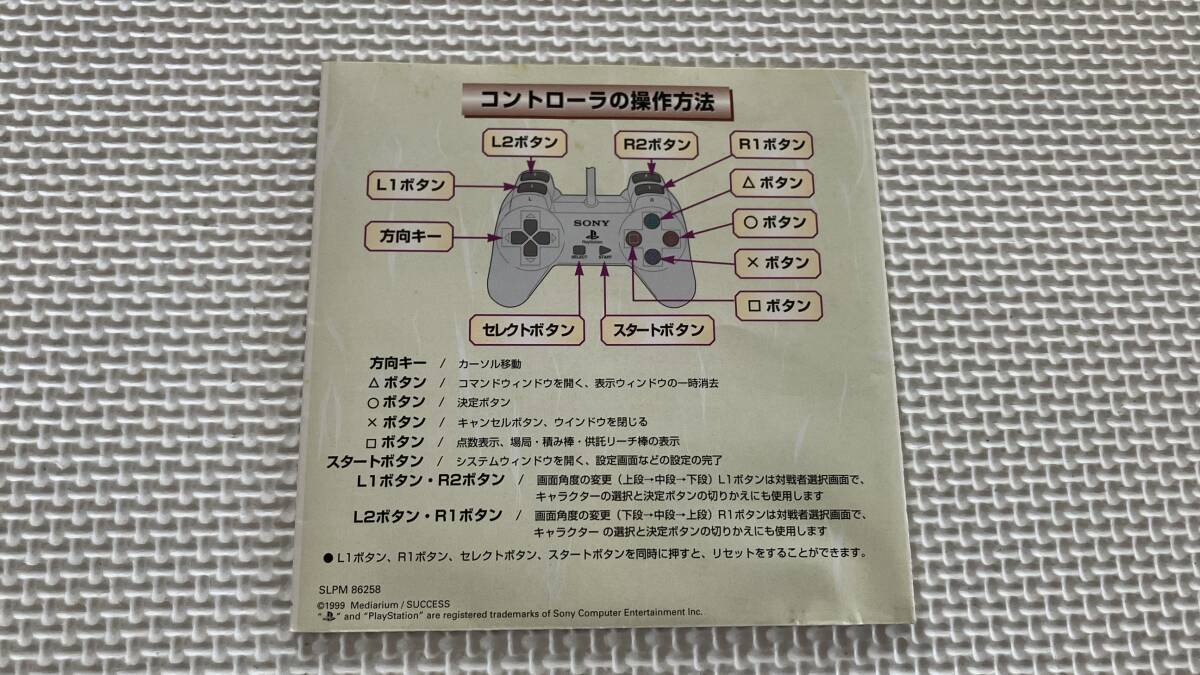 コントローラの操作方法
L2ボタン
R2ボタン
R1ボタン
L1ボタン
△ ボタン
方向キー
○ ボタン
SONY
PlayStation
SELECT
START
× ボタン
□ ボタン
セレクトボタン
スタートボタン
方向キー / カーソル移動
△ ボタン / コマンドウィンドウを開く、表示ウィンドウの一時消去
○ ボタン / 決定ボタン
× ボタン / キャンセルボタン、ウインドウを閉じる
□ ボタン / 点数表示、場局・積み棒・供託リーチ棒の表示
スタートボタン / システムウィンドウを開く、設定画面などの設定の完了
L1ボタン・R2ボタン / 画面角度の変更（上段→中段→下段）L1ボタンは対戦者選択画面で、
キャラクターの選択と決定ボタンの切りかえにも使用します
L2ボタン・R1ボタン / 画面角度の変更（下段→中段→上段）R1ボタンは対戦者選択画面で、
キャラクター の選択と決定ボタンの切りかえにも使用します
● L1ボタン、R1ボタン、セレクトボタン、スタートボタンを同時に押すと、リセットをすることができます。
SLPM 86258
©1999 Mediarium / SUCCESS
" " and "PlayStation" are registered trademarks of Sony Computer Entertainment Inc.